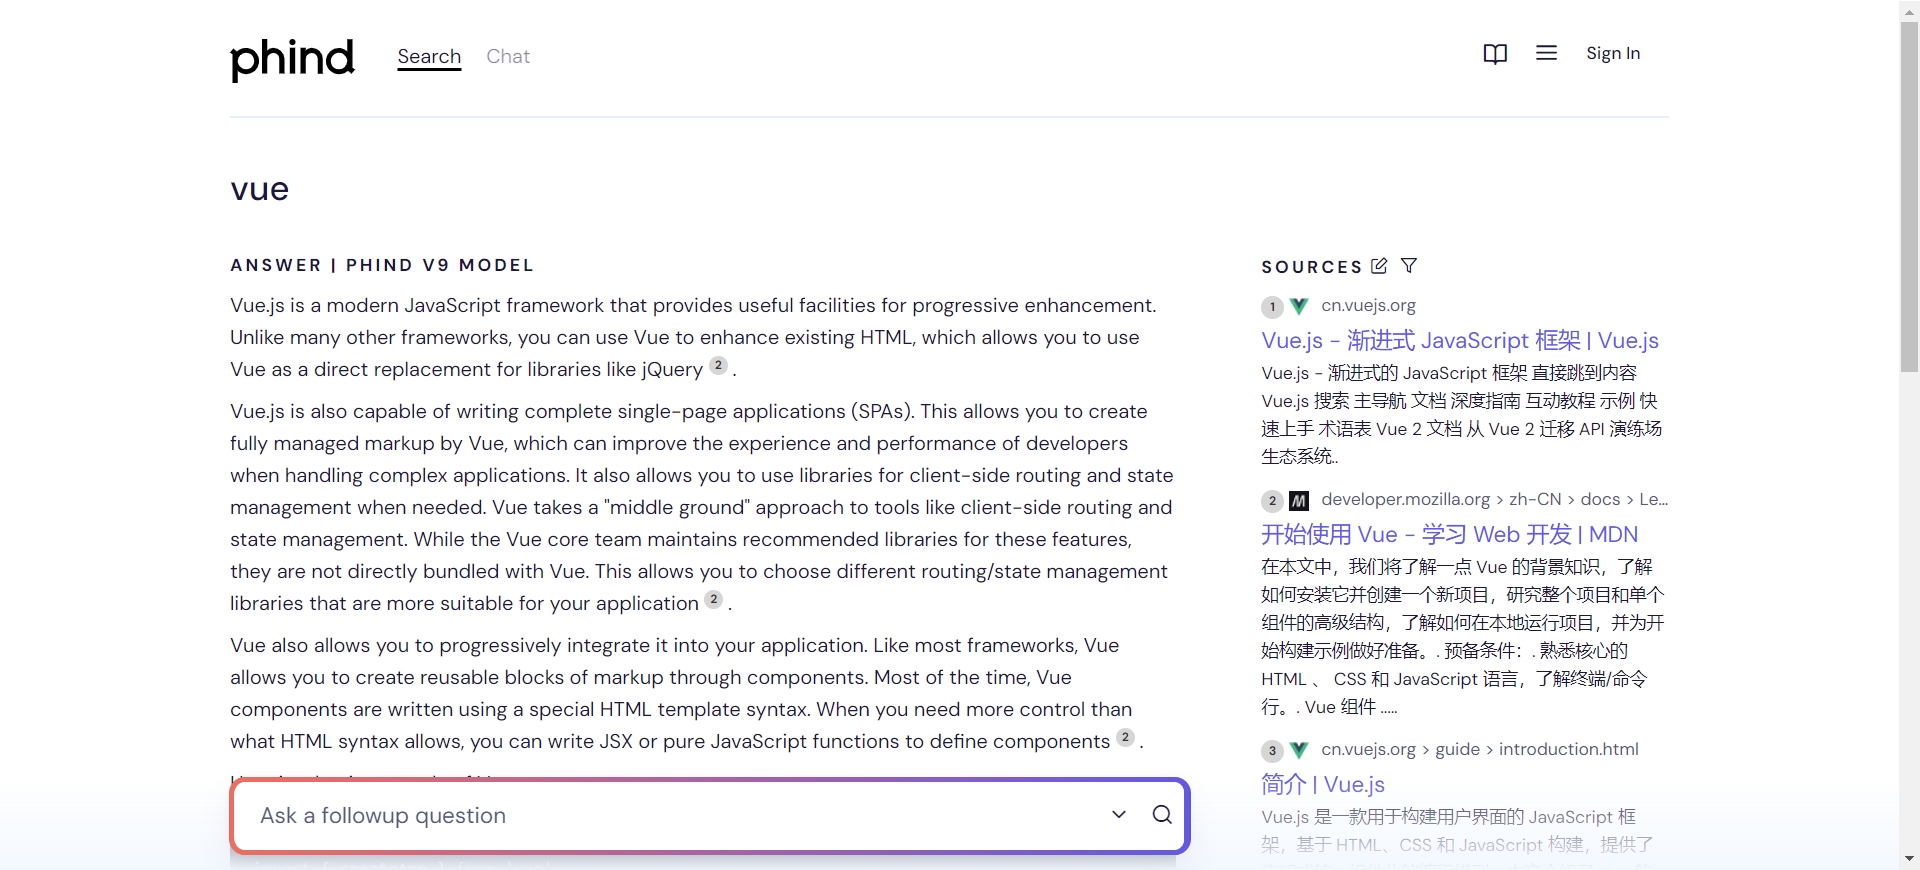 phind
Search
Chat
Sign In
vue
ANSWER | PHIND V9 MODEL
Vue.js is a modern JavaScript framework that provides useful facilities for progressive enhancement.
Unlike many other frameworks, you can use Vue to enhance existing HTML, which allows you to use
Vue as a direct replacement for libraries like jQuery 2 .
Vue.js is also capable of writing complete single-page applications (SPAs). This allows you to create
fully managed markup by Vue, which can improve the experience and performance of developers
when handling complex applications. It also allows you to use libraries for client-side routing and state
management when needed. Vue takes a "middle ground" approach to tools like client-side routing and
state management. While the Vue core team maintains recommended libraries for these features,
they are not directly bundled with Vue. This allows you to choose different routing/state management
libraries that are more suitable for your application 2 .
Vue also allows you to progressively integrate it into your application. Like most frameworks, Vue
allows you to create reusable blocks of markup through components. Most of the time, Vue
components are written using a special HTML template syntax. When you need more control than
what HTML syntax allows, you can write JSX or pure JavaScript functions to define components 2 .
Ask a followup question
SOURCES
1 cn.vuejs.org
Vue.js - 渐进式 JavaScript 框架 | Vue.js
Vue.js - 渐进式的 JavaScript 框架 直接跳到内容
Vue.js 搜索 主导航 文档 深度指南 互动教程 示例 快
速上手 术语表 Vue 2 文档 从 Vue 2 迁移 API 演练场
生态系统..
2 developer.mozilla.org > zh-CN > docs > Le...
开始使用 Vue - 学习 Web 开发 | MDN
在本文中，我们将了解一点 Vue 的背景知识，了解
如何安装它并创建一个新项目，研究整个项目和单个
组件的高级结构，了解如何在本地运行项目，并为开
始构建示例做好准备。. 预备条件：. 熟悉核心的
HTML 、 CSS 和 JavaScript 语言，了解终端/命令
行。. Vue 组件 .....
3 cn.vuejs.org > guide > introduction.html
简介 | Vue.js
Vue.js 是一款用于构建用户界面的 JavaScript 框
架，基于 HTML、CSS 和 JavaScript 构建，提供了